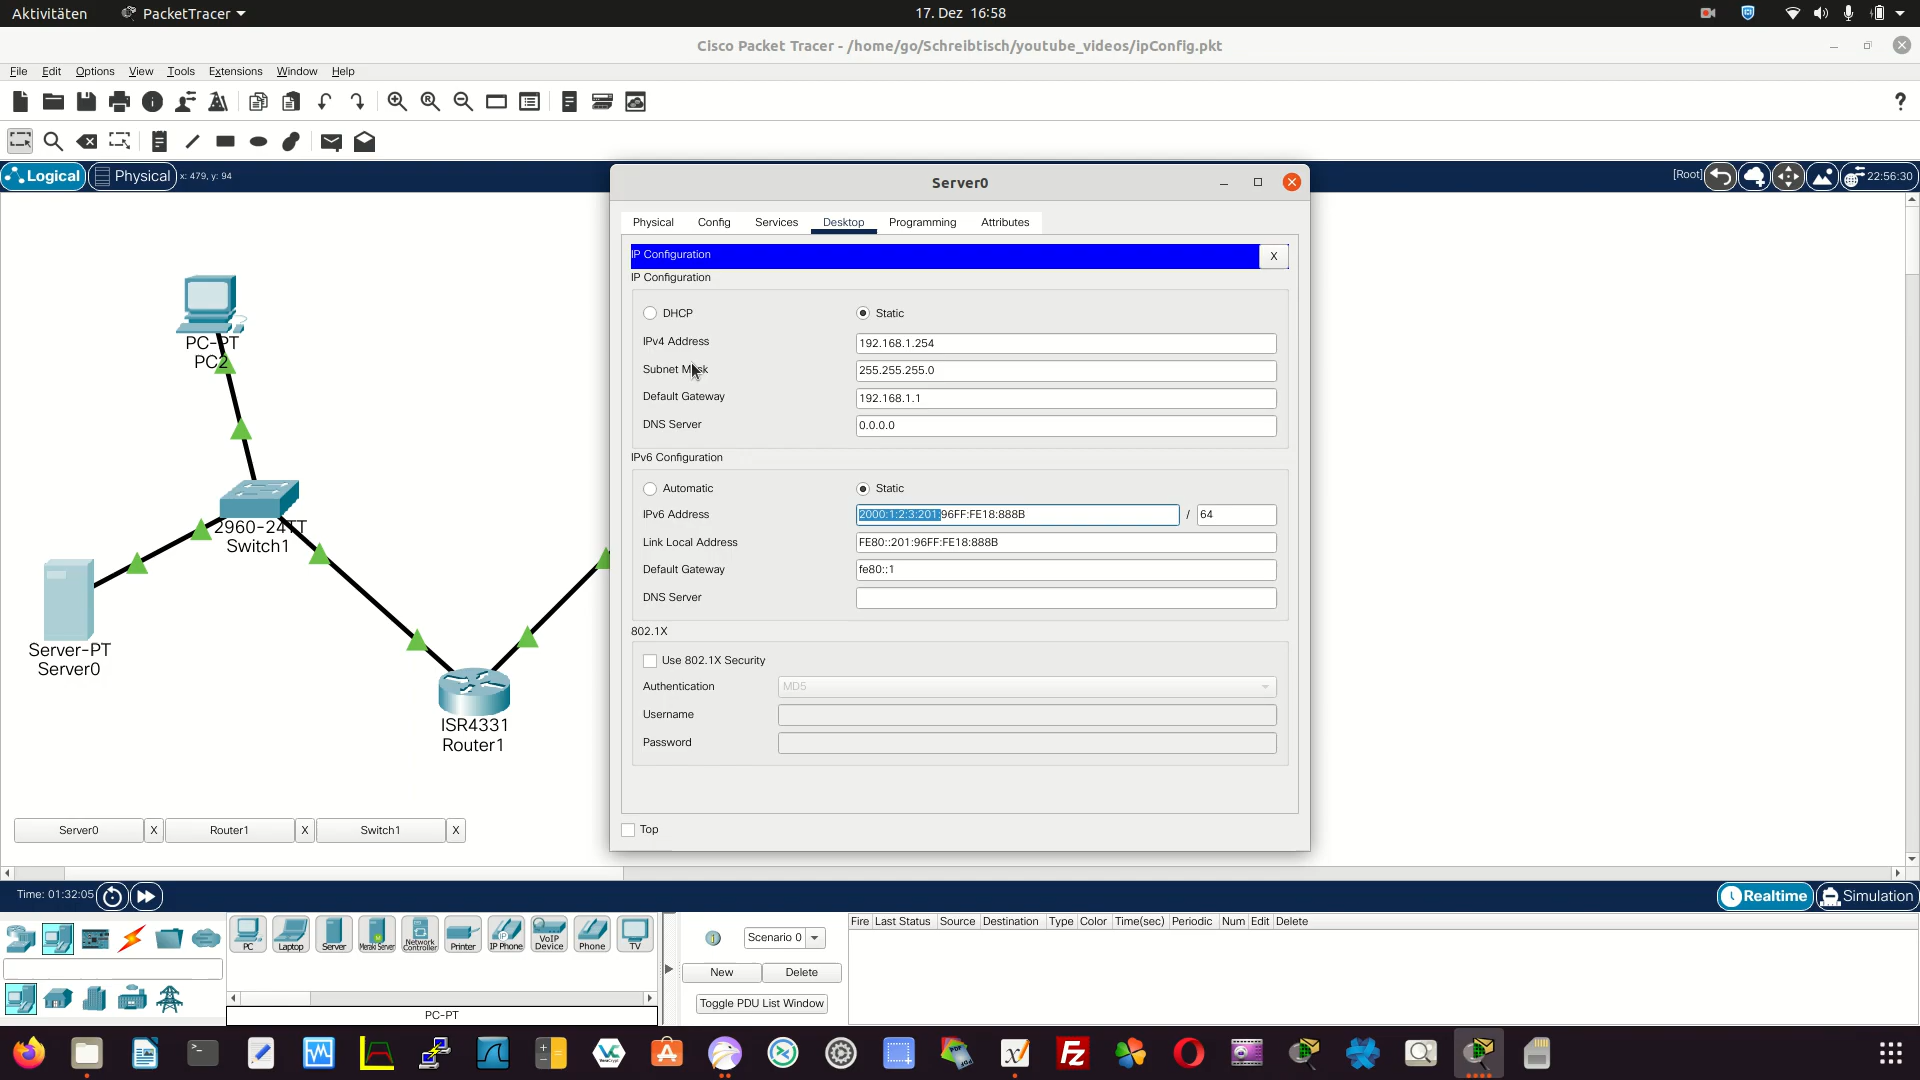 Aktivitäten
PacketTracer
17. Dez 16:58
Cisco Packet Tracer - /home/go/Schreibtisch/youtube_videos/ipConfig.pkt
File Edit Options View Tools Extensions Window Help
Logical
Physical
x: 479, y: 94
[Root]
22:56:30
PC-PT
PC2
2960-24TT
Switch1
Server-PT
Server0
ISR4331
Router1
Server0
Physical Config Services Desktop Programming Attributes
IP Configuration
X
IP Configuration
DHCP
Static
IPv4 Address
192.168.1.254
Subnet Mask
255.255.255.0
Default Gateway
192.168.1.1
DNS Server
0.0.0.0
IPv6 Configuration
Automatic
Static
IPv6 Address
2000:1:2:3:201:96FF:FE18:888B
/
64
Link Local Address
FE80::201:96FF:FE18:888B
Default Gateway
fe80::1
DNS Server
802.1X
Use 802.1X Security
Authentication
MD5
Username
Password
Top
Server0 X Router1 X Switch1 X
Time: 01:32:05
Realtime
Simulation
PC Laptop Server Meraki Server Network Controller Printer IP Phone VoIP Device Phone TV
PC-PT
Scenario 0
New
Delete
Toggle PDU List Window
Fire Last Status Source Destination Type Color Time(sec) Periodic Num Edit Delete